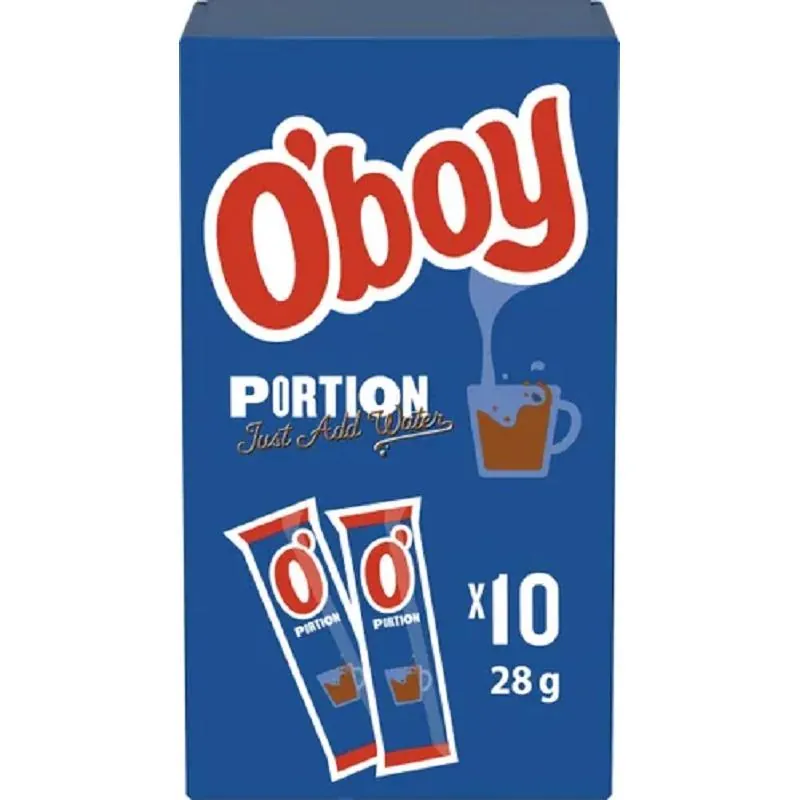 O'boy
PORTION
Just Add Water
O'
PORTION
O'
PORTION
x10
28 g